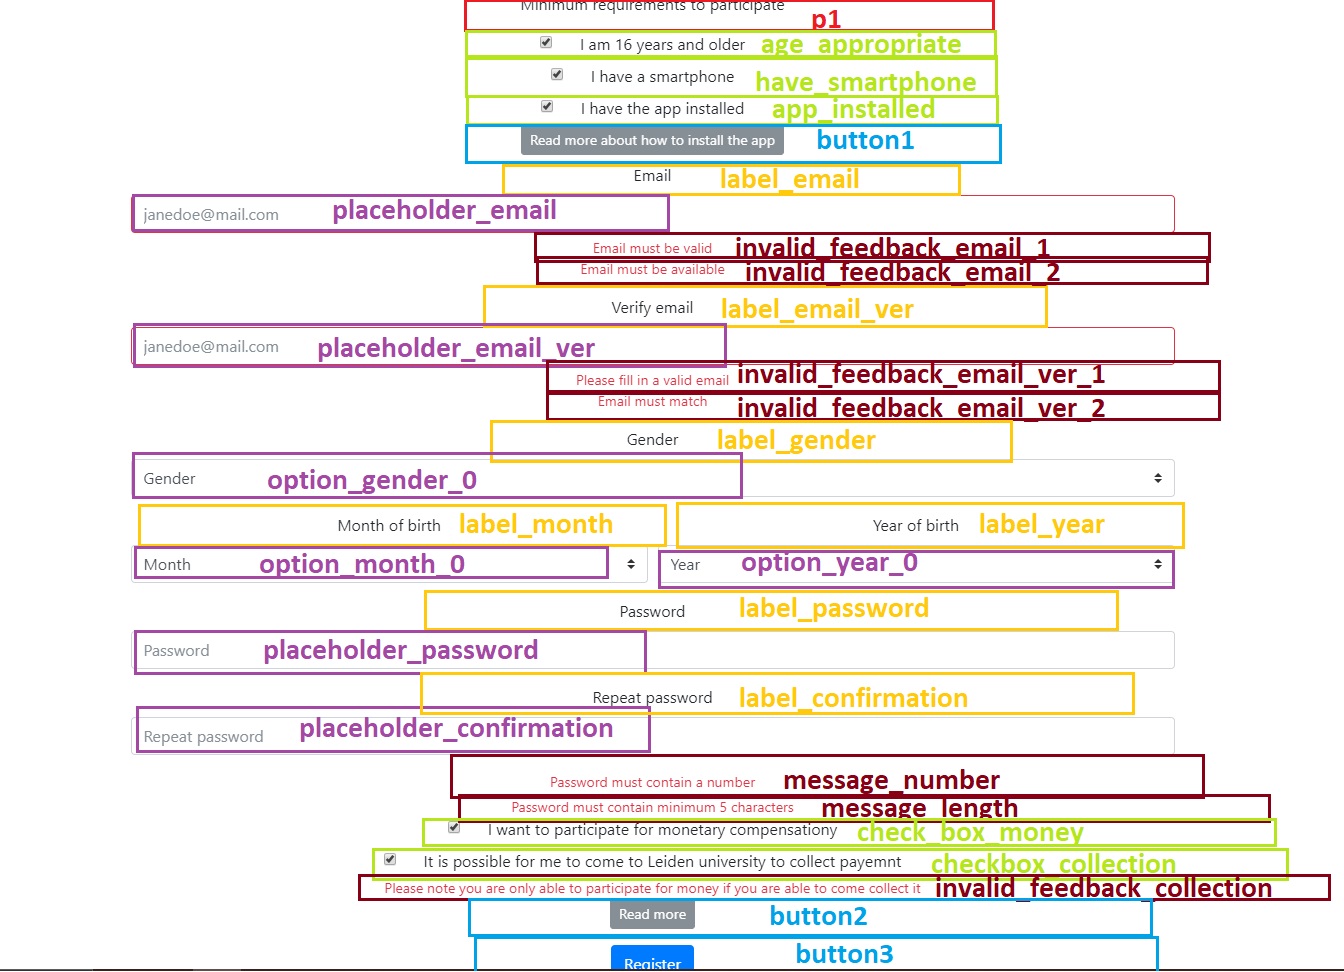 Minimum requirements to participate p1
I am 16 years and older age_appropriate
I have a smartphone have_smartphone
I have the app installed app_installed
Read more about how to install the app button1
Email label_email
janedoe@mail.com placeholder_email
Email must be valid invalid_feedback_email_1
Email must be available invalid_feedback_email_2
Verify email label_email_ver
janedoe@mail.com placeholder_email_ver
Please fill in a valid email invalid_feedback_email_ver_1
Email must match invalid_feedback_email_ver_2
Gender label_gender
Gender option_gender_0
Month of birth label_month Year of birth label_year
Month option_month_0 Year option_year_0
Password label_password
Password placeholder_password
Repeat password label_confirmation
Repeat password placeholder_confirmation
Password must contain a number message_number
Password must contain minimum 5 characters message_length
I want to participate for monetary compensationy check_box_money
It is possible for me to come to Leiden university to collect payemnt checkbox_collection
Please note you are only able to participate for money if you are able to come collect it invalid_feedback_collection
Read more button2
Register button3